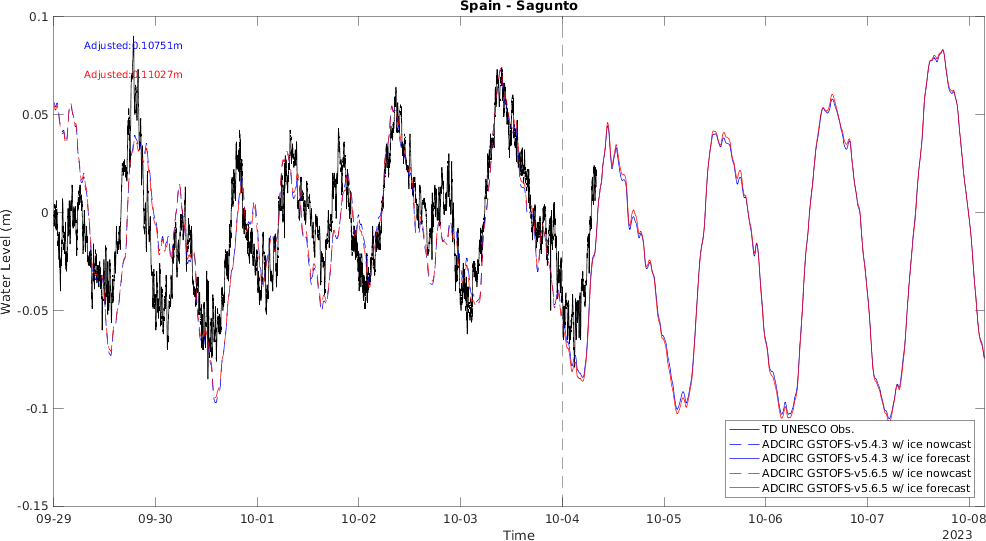 Spain - Sagunto
Adjusted:0.10751m
Adjusted:0.11027m
0.1
0.05
0
-0.05
-0.1
-0.15
Water Level (m)
TD UNESCO Obs.
ADCIRC GSTOFS-v5.4.3 w/ ice nowcast
ADCIRC GSTOFS-v5.4.3 w/ ice forecast
ADCIRC GSTOFS-v5.6.5 w/ ice nowcast
ADCIRC GSTOFS-v5.6.5 w/ ice forecast
09-29 09-30 10-01 10-02 10-03 10-04 10-05 10-06 10-07 10-08
Time
2023